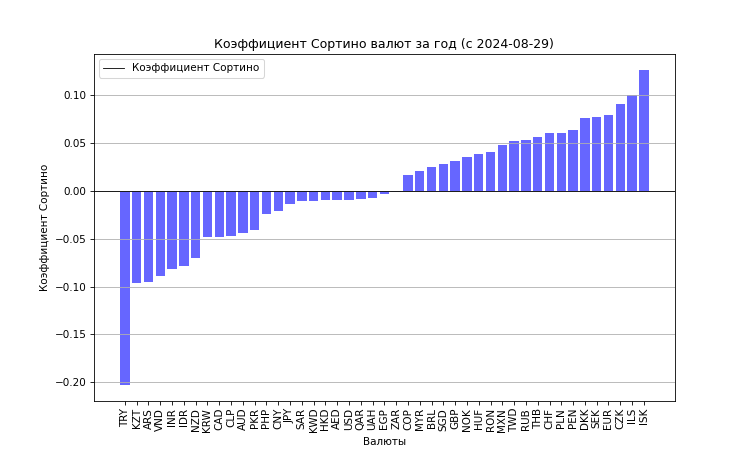 Коэффициент Сортино валют за год (с 2024-08-29)
Коэффициент Сортино
0.10
0.05
0.00
−0.05
−0.10
−0.15
−0.20
Коэффициент Сортино
TRY KZT ARS VND INR IDR NZD KRW CAD CLP AUD PKR PHP CNY JPY SAR KWD HKD AED USD QAR UAH EGP ZAR COP MYR BRL SGD GBP NOK HUF RON MXN TWD RUB THB CHF PLN PEN DKK SEK EUR CZK ILS ISK
Валюты